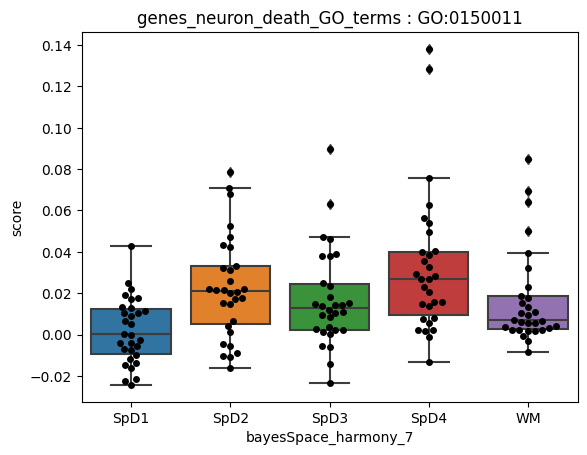 genes_neuron_death_GO_terms : GO:0150011
0.14
0.12
0.10
0.08
0.06
0.04
0.02
0.00
−0.02
score
SpD1 SpD2 SpD3 SpD4 WM
bayesSpace_harmony_7